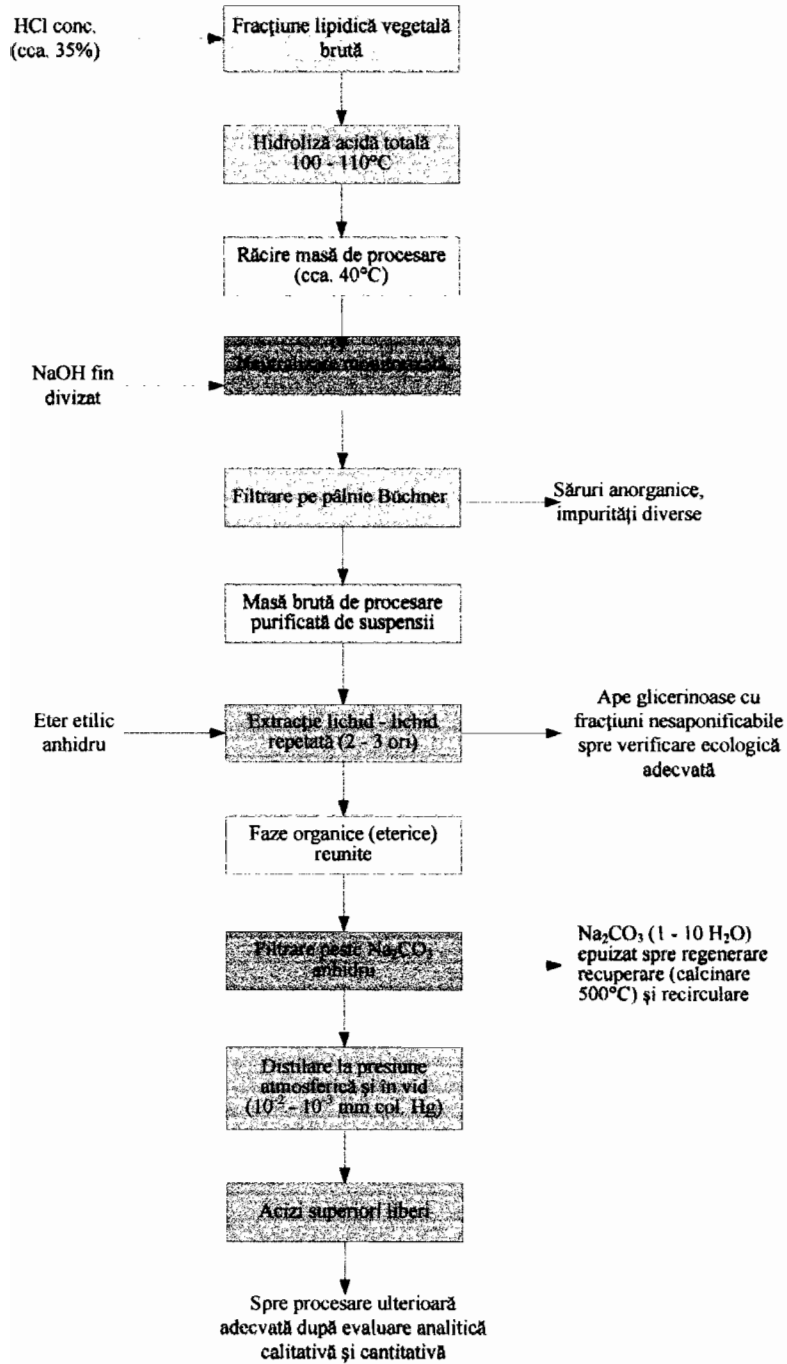 HCl conc.
(cca. 35%)
Fracţiune lipidică vegetală
brută
Hidroliză acidă totală
100 - 110°C
Răcire masă de procesare
(cca. 40°C)
NaOH fin
divizat
Filtrare pe pâlnie Büchner
Săruri anorganice,
impurităţi diverse
Masă brută de procesare
purificată de suspensii
Eter etilic
anhidru
Extracţie lichid - lichid
repetată (2 - 3 ori)
Ape glicerinoase cu
fracţiuni nesaponificabile
spre verificare ecologică
adecvată
Faze organice (eterice)
reunite
Filtrare peste Na₂CO₃
anhidru
Na₂CO₃ (1 - 10 H₂O)
epuizat spre regenerare
recuperare (calcinare
500°C) şi recirculare
Distilare la presiune
atmosferică şi în vid
(10⁻² - 10⁻³ mm col. Hg)
Acizi superiori liberi
Spre procesare ulterioară
adecvată după evaluare analitică
calitativă şi cantitativă